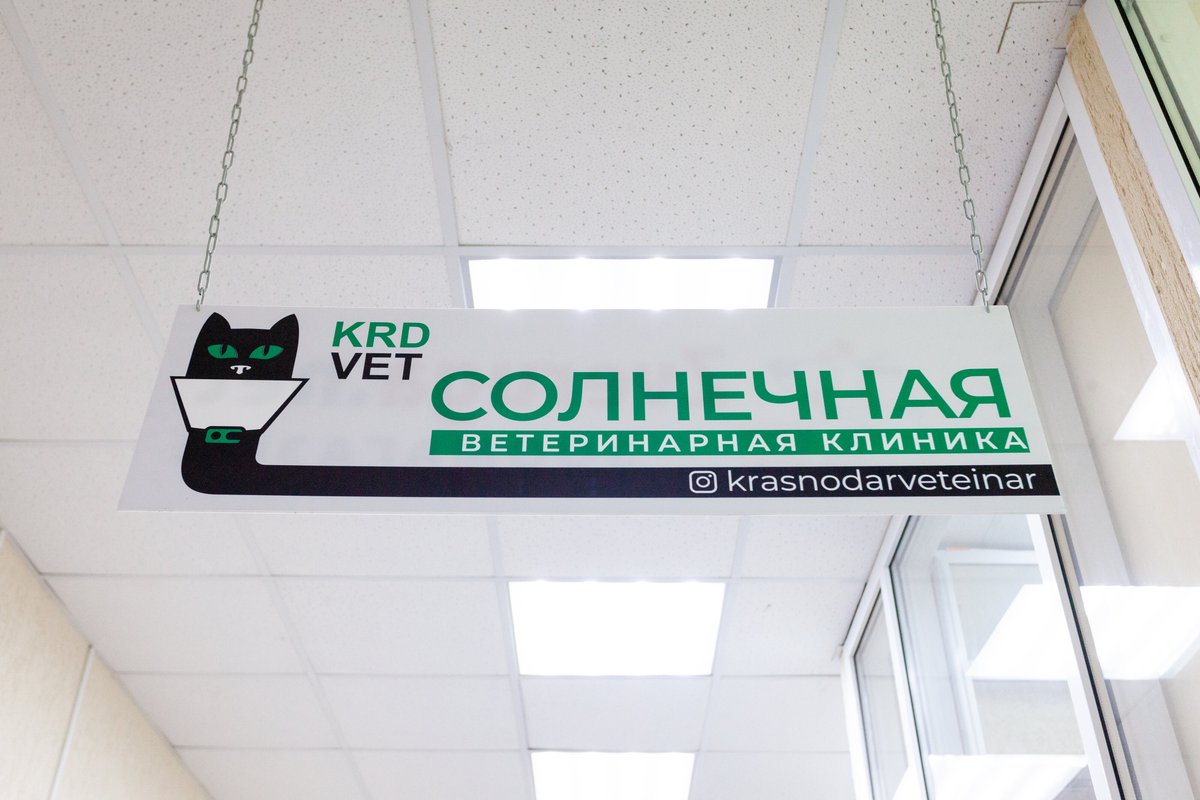 KRD
VET
СОЛНЕЧНАЯ
ВЕТЕРИНАРНАЯ КЛИНИКА
krasnodarveteinar